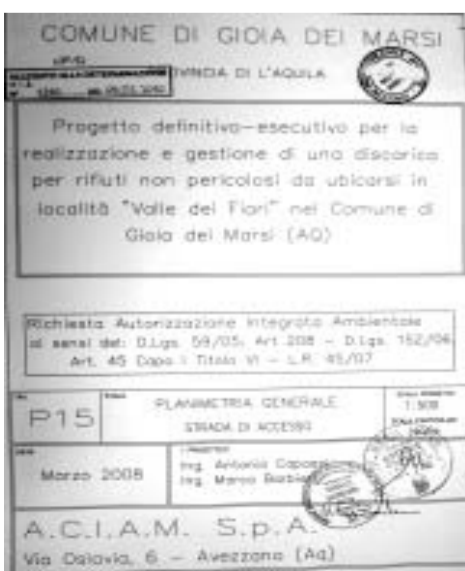 COMUNE DI GIOIA DEI MARSI
PROVINCIA DI L'AQUILA
Progetto definitivo-esecutivo per la
realizzazione e gestione di una discarica
per rifiuti non pericolosi da ubicarsi in
località "Valle dei Fiori" nel Comune di
Gioia dei Marsi (AQ)
Richiesta Autorizzazione Integrata Ambientale
ai sensi del: D.Lgs. 59/05, Art. 208 - D.lgs. 152/06,
Art. 45 Capo I Titolo VI - L.R. 45/07
P15
PLANIMETRIA GENERALE
STRADA DI ACCESSO
1:500
Marzo 2008
Ing. Antonio
Ing. Marco
A.C.I.A.M. S.p.A.
Via Oslavia, 6 - Avezzano (Aq)